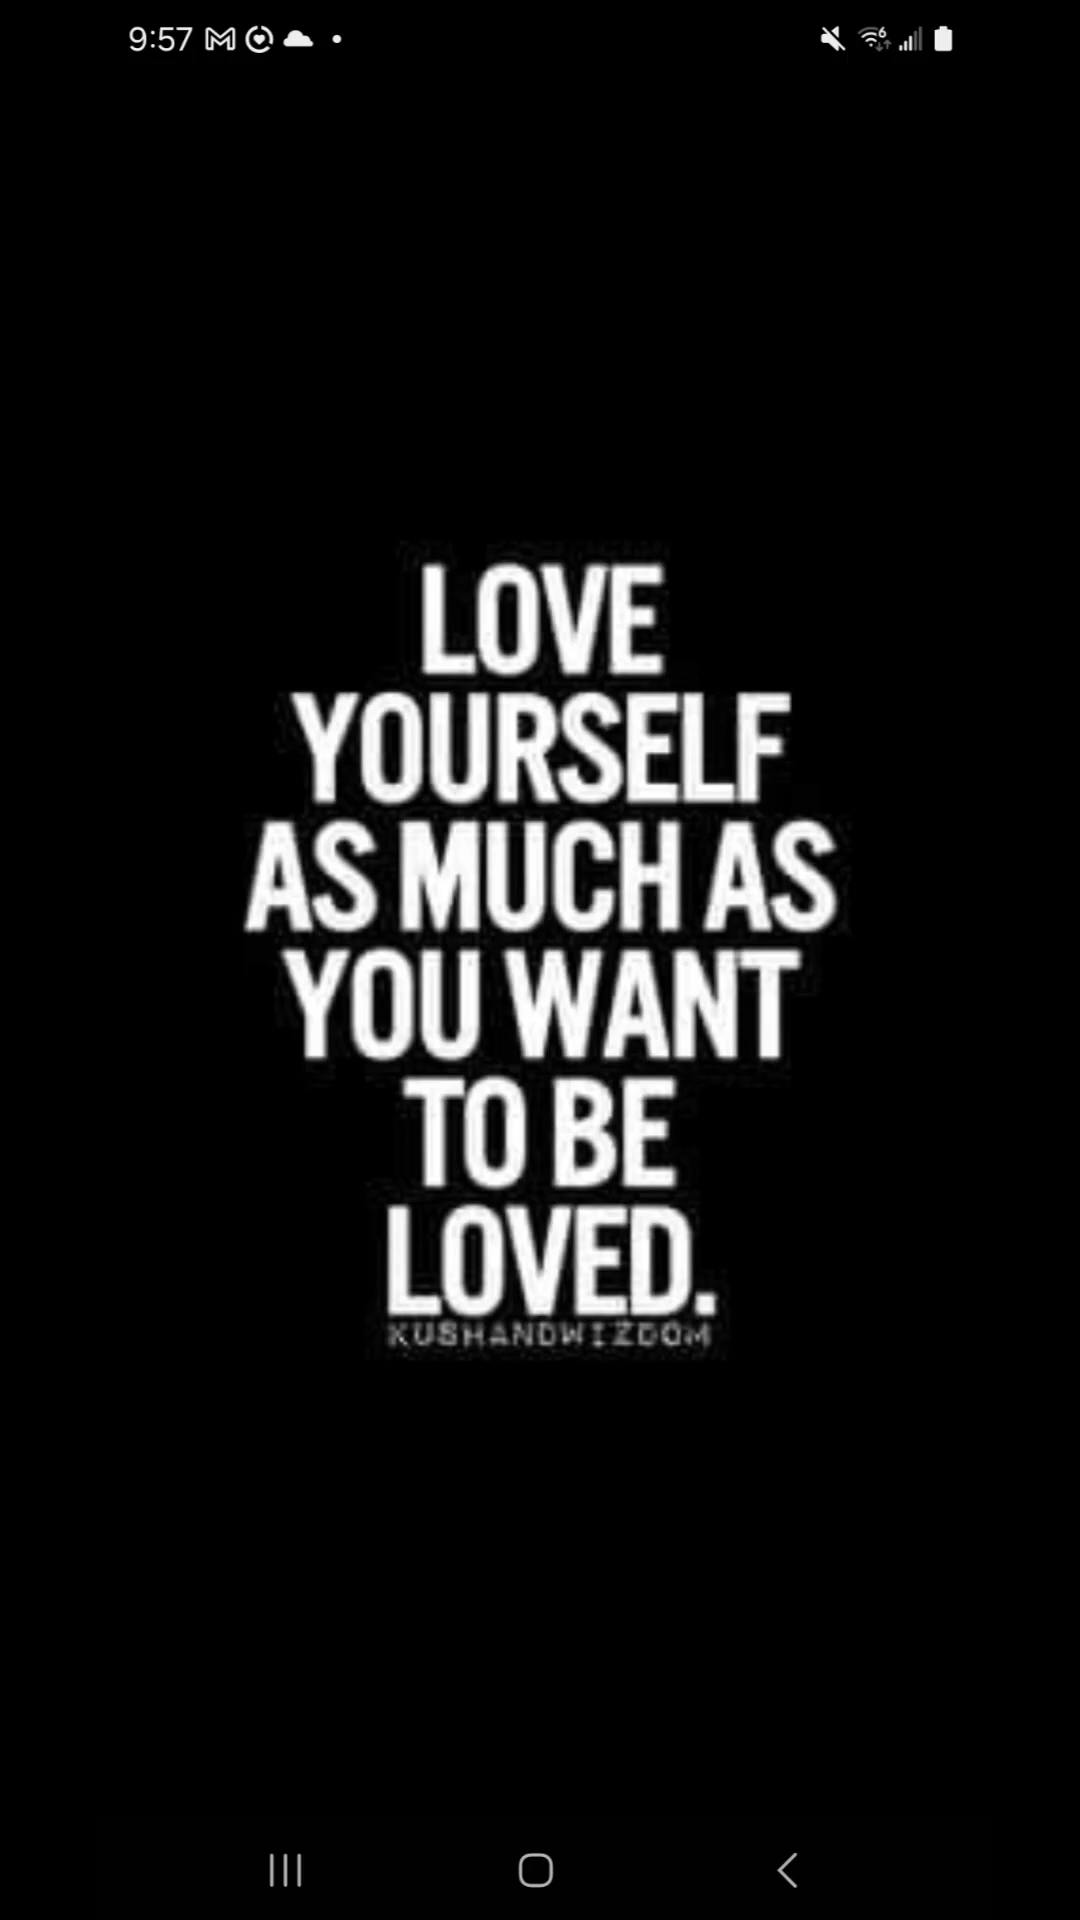 9:57
LOVE
YOURSELF
AS MUCH AS
YOU WANT
TO BE
LOVED.
KUSHANDWIZDOM